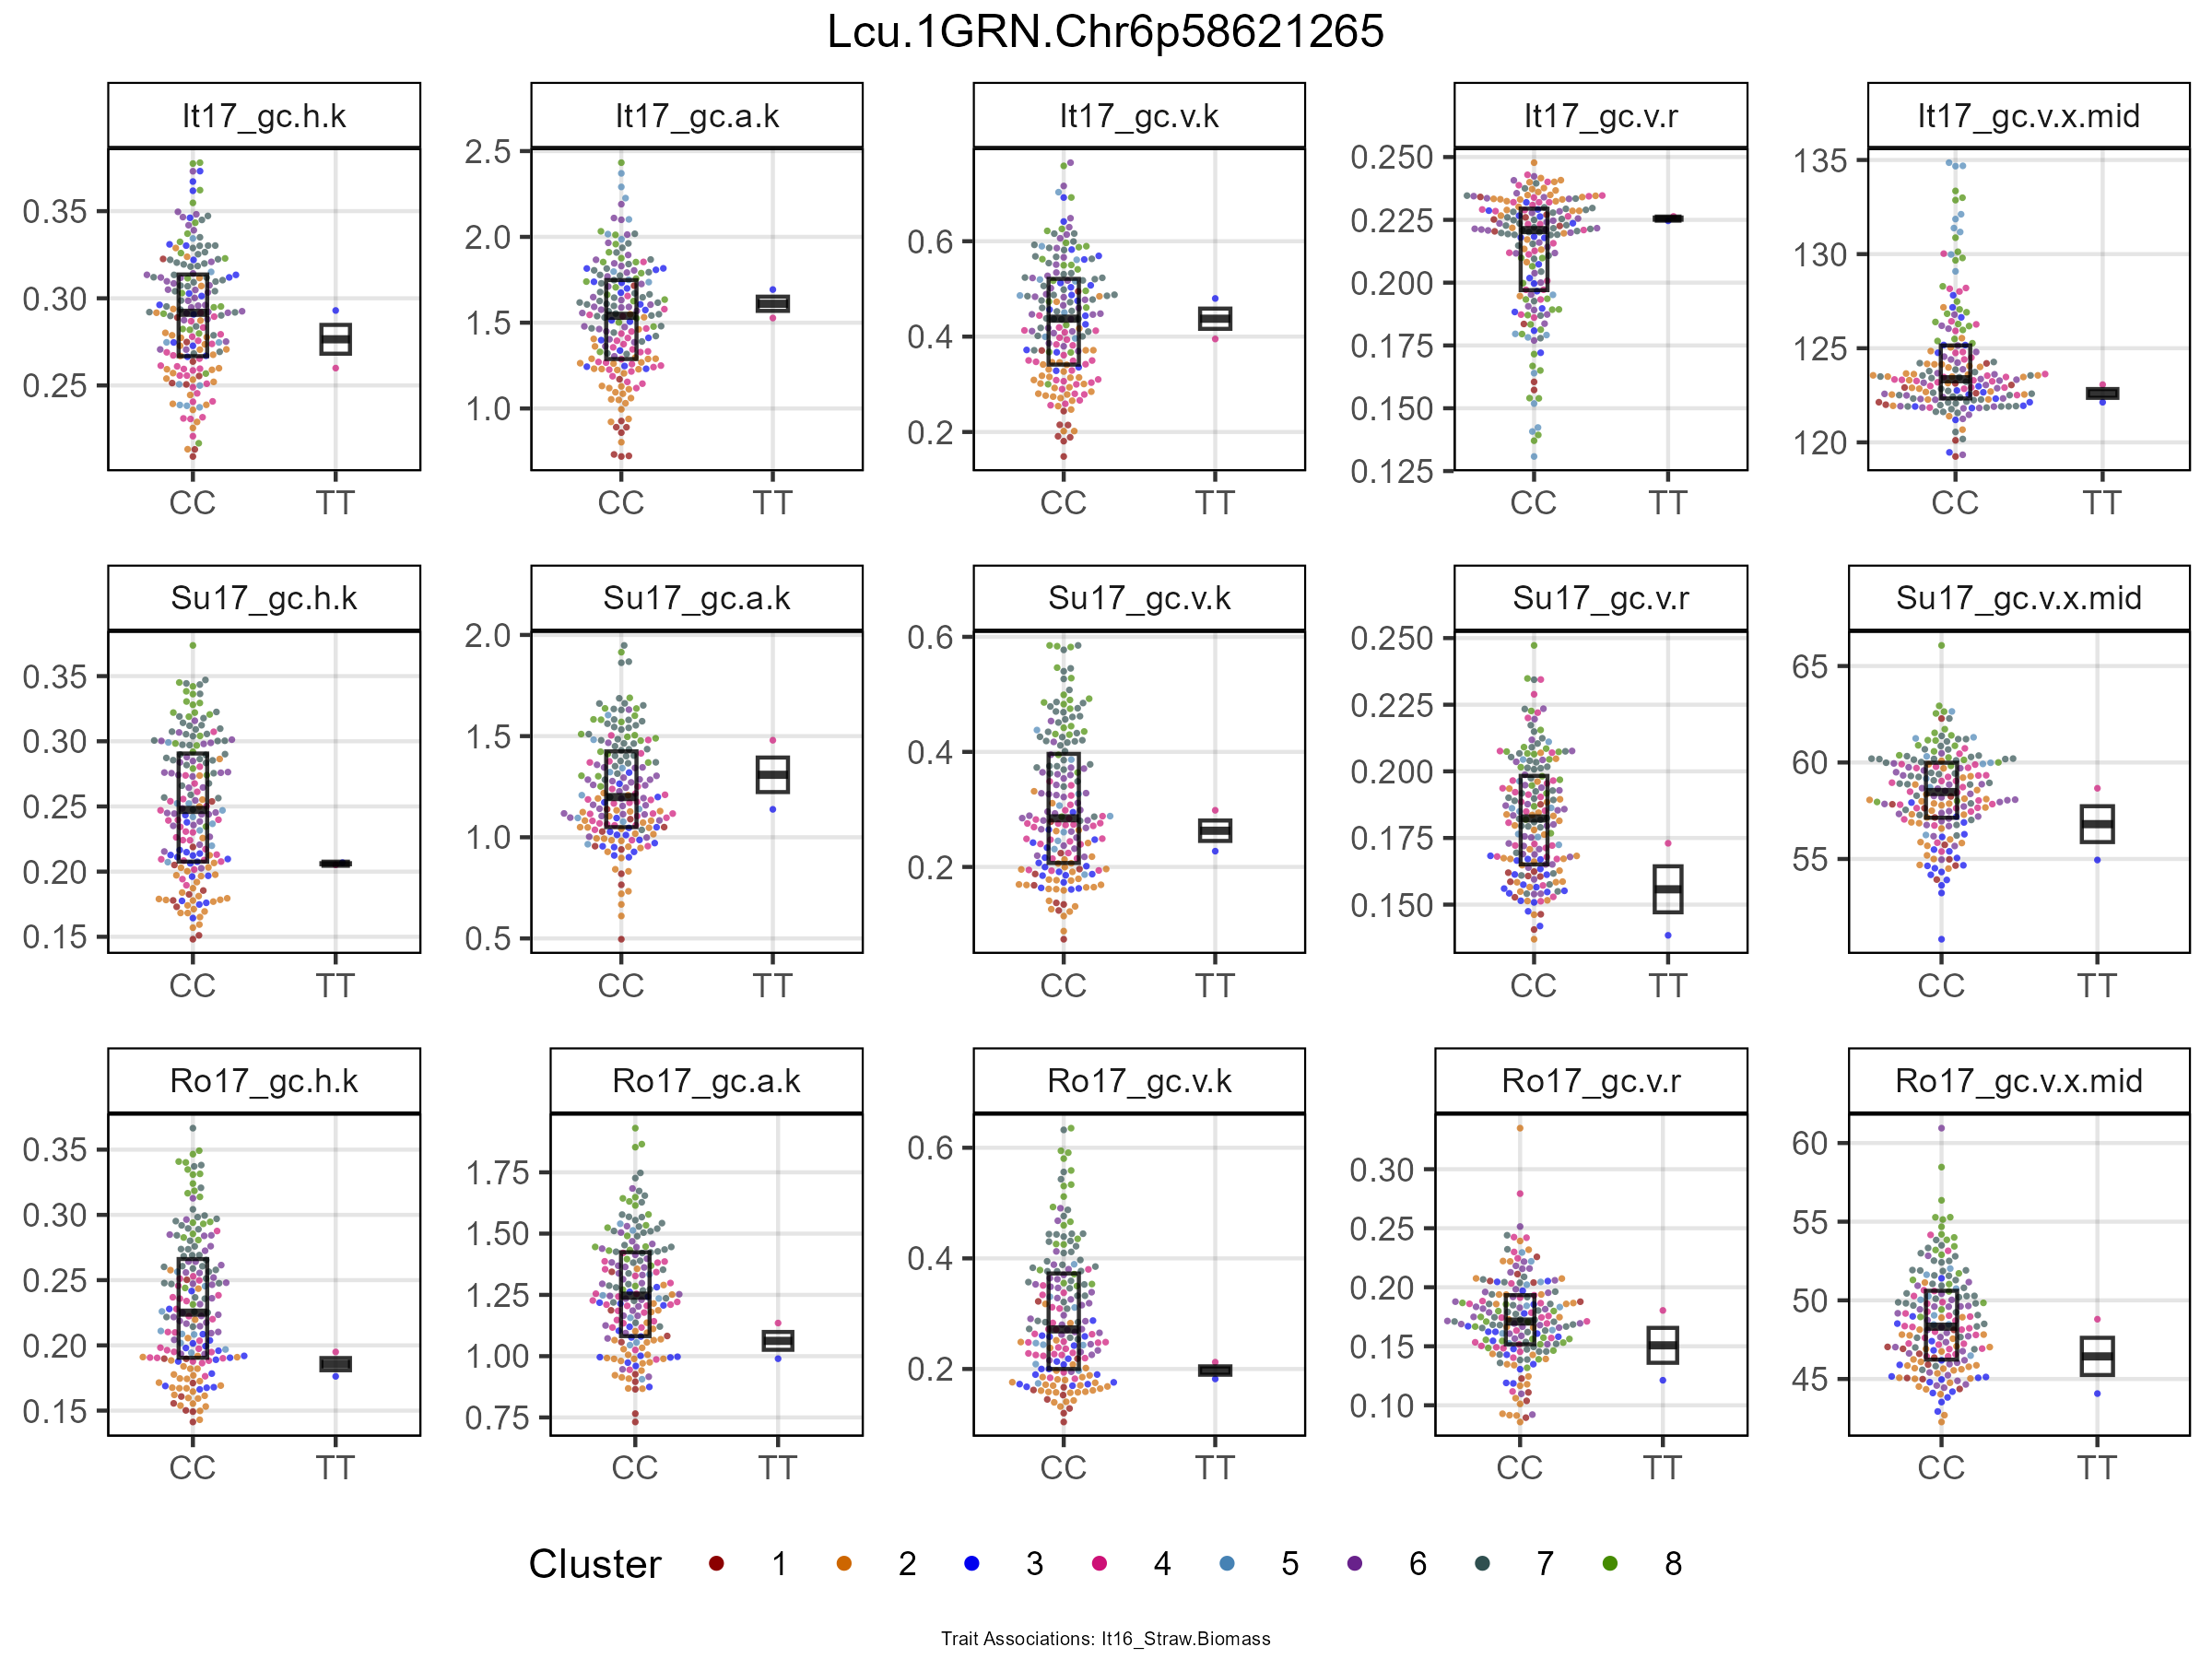 Lcu.1GRN.Chr6p58621265
It17_gc.h.k It17_gc.a.k It17_gc.v.k It17_gc.v.r It17_gc.v.x.mid
0.35 0.30 0.25 2.5 2.0 1.5 1.0 0.6 0.4 0.2 0.250 0.225 0.200 0.175 0.150 0.125 135 130 125 120
CC TT CC TT CC TT CC TT CC TT
Su17_gc.h.k Su17_gc.a.k Su17_gc.v.k Su17_gc.v.r Su17_gc.v.x.mid
0.35 0.30 0.25 0.20 0.15 2.0 1.5 1.0 0.5 0.6 0.4 0.2 0.250 0.225 0.200 0.175 0.150 65 60 55
CC TT CC TT CC TT CC TT CC TT
Ro17_gc.h.k Ro17_gc.a.k Ro17_gc.v.k Ro17_gc.v.r Ro17_gc.v.x.mid
0.35 0.30 0.25 0.20 0.15 1.75 1.50 1.25 1.00 0.75 0.6 0.4 0.2 0.30 0.25 0.20 0.15 0.10 60 55 50 45
CC TT CC TT CC TT CC TT CC TT
Cluster 1 2 3 4 5 6 7 8
Trait Associations: It16_Straw.Biomass